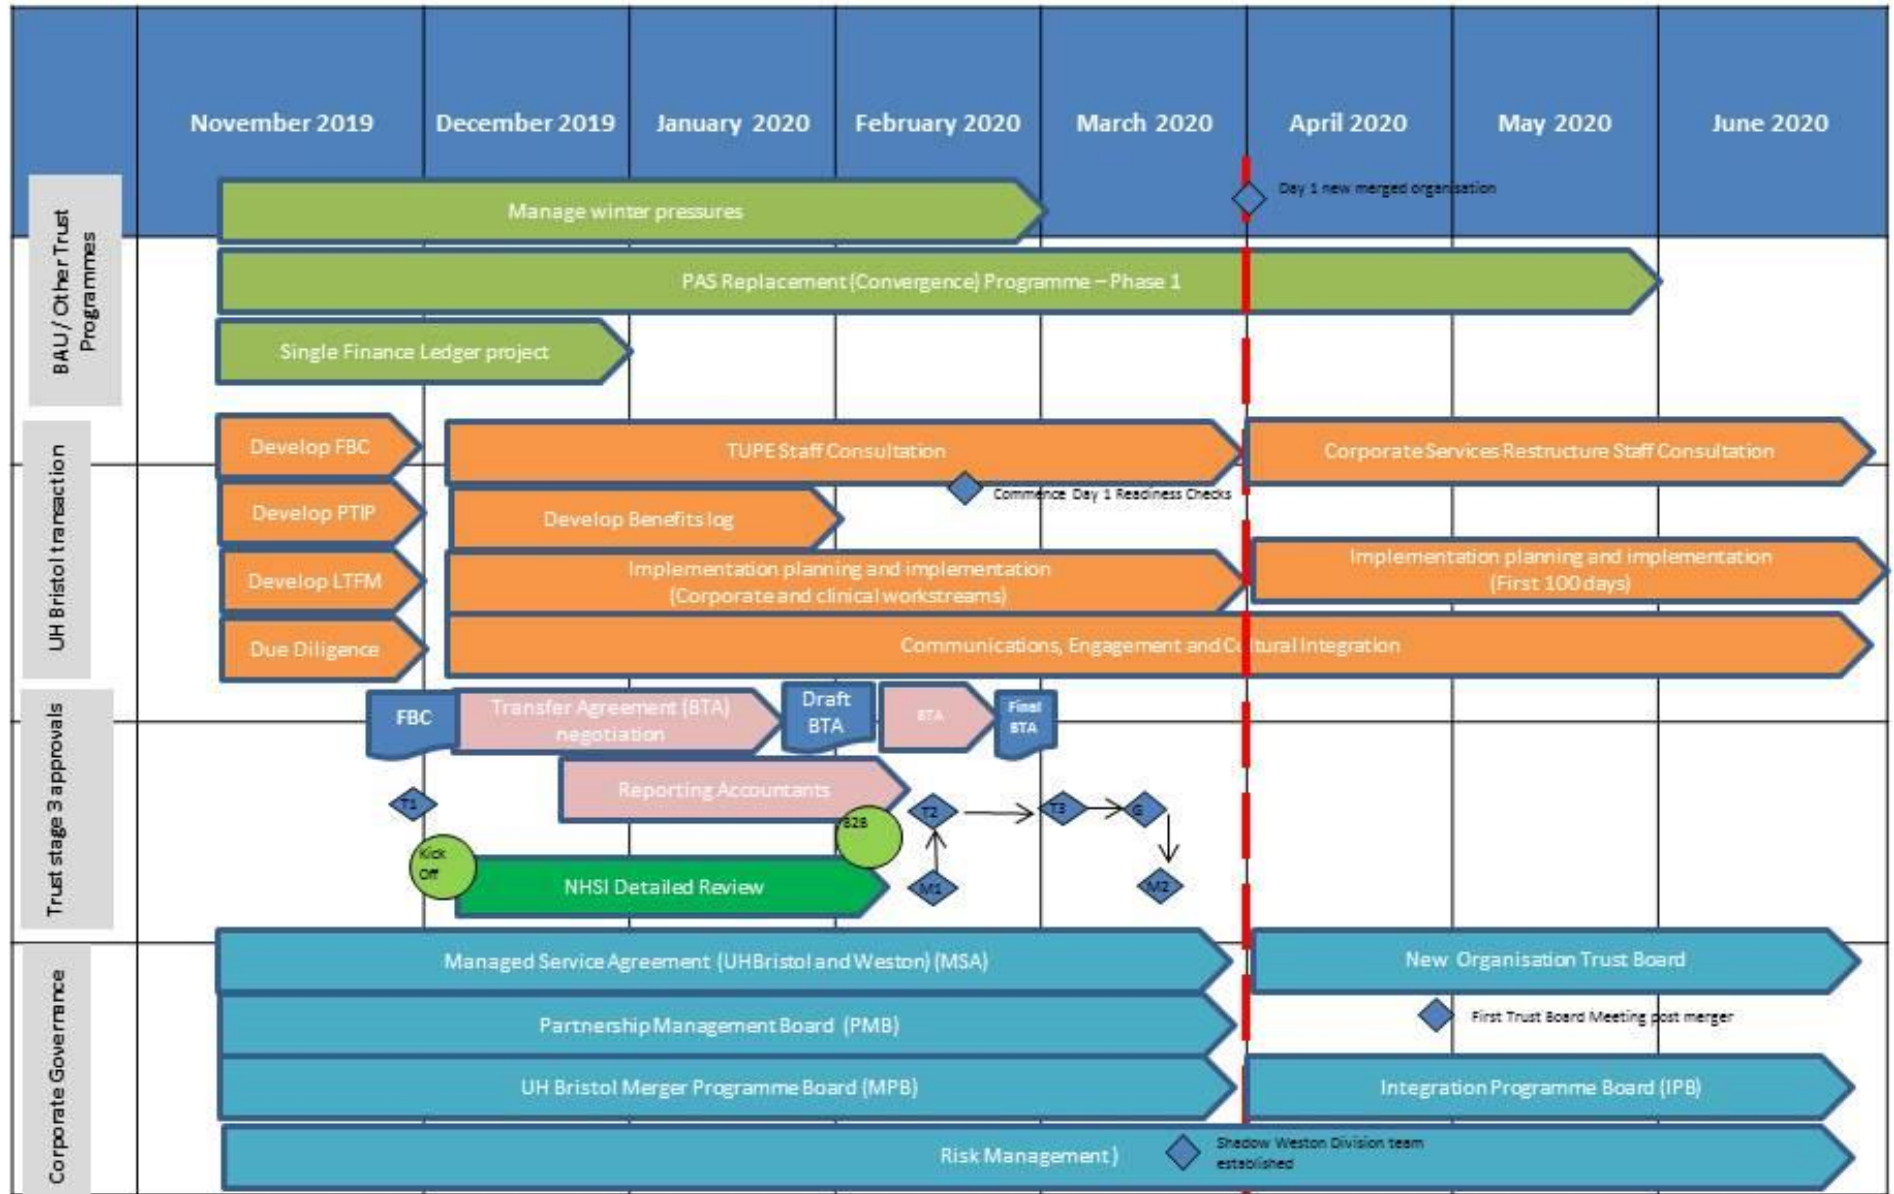 November 2019
December 2019
January 2020
February 2020
March 2020
April 2020
May 2020
June 2020
BAU / Other Trust
Programmes
Manage winter pressures
Day 1 new merged organisation
PAS Replacement (Convergence) Programme – Phase 1
Single Finance Ledger project
UH Bristol transaction
Develop FBC
TUPE Staff Consultation
Corporate Services Restructure Staff Consultation
Commence Day 1 Readiness Checks
Develop PTIP
Develop Benefits log
Develop LTFM
Implementation planning and implementation
(Corporate and clinical workstreams)
Implementation planning and implementation
(First 100 days)
Due Diligence
Communications, Engagement and Cultural Integration
Trust stage 3 approvals
FBC
Transfer Agreement (BTA)
negotiation
Draft
BTA
BTA
Final
BTA
Reporting Accountants
T1
B2B
T2
T3
G
Kick
Off
NHSI Detailed Review
M1
M2
Corporate Governance
Managed Service Agreement (UHBristol and Weston) (MSA)
New Organisation Trust Board
Partnership Management Board (PMB)
First Trust Board Meeting post merger
UH Bristol Merger Programme Board (MPB)
Integration Programme Board (IPB)
Risk Management )
Shadow Weston Division team
established